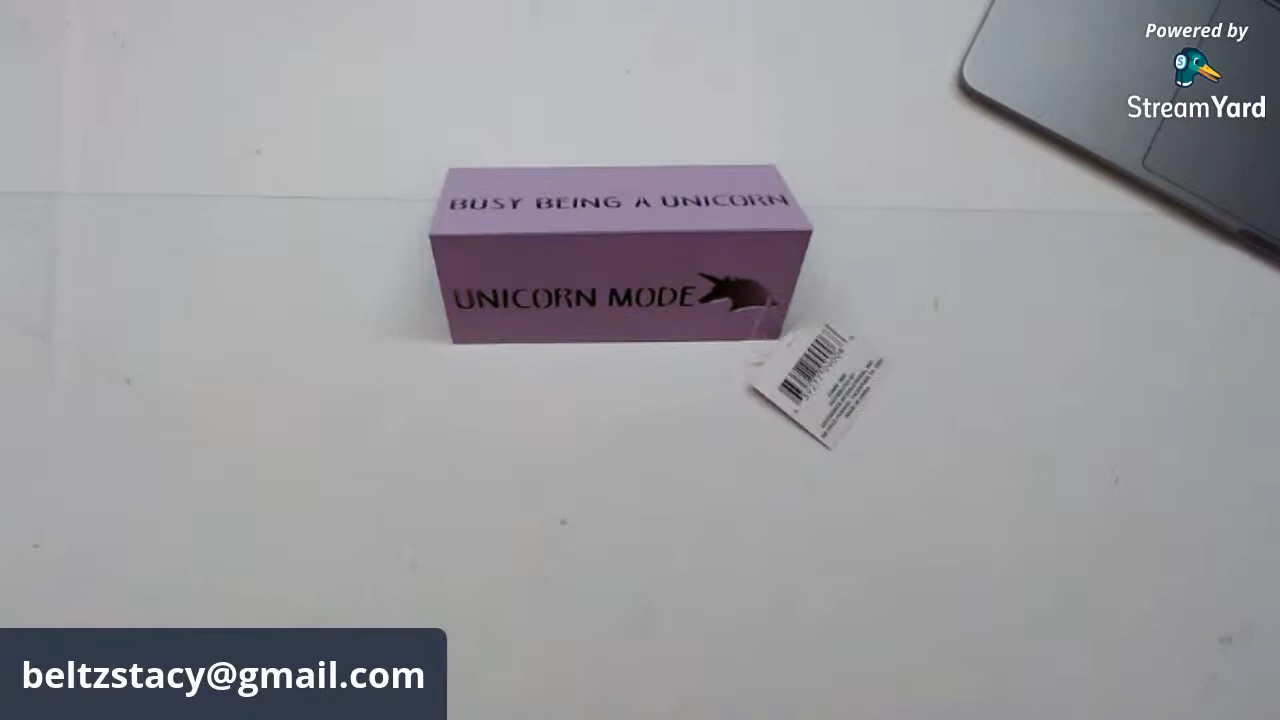 Powered by
StreamYard
BUSY BEING A UNICORN
UNICORN MODE
beltzstacy@gmail.com